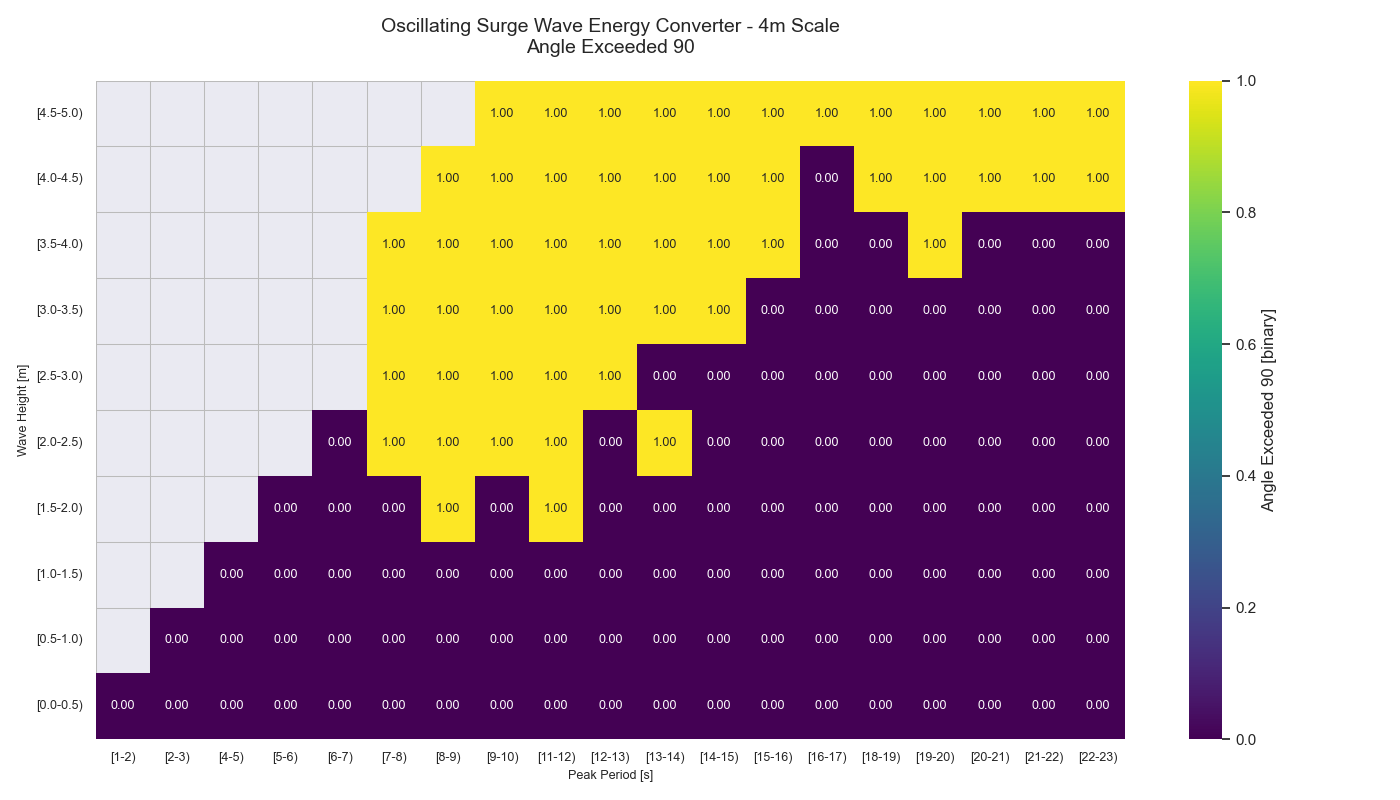 Oscillating Surge Wave Energy Converter - 4m Scale
Angle Exceeded 90
[4.5-5.0) 1.00 1.00 1.00 1.00 1.00 1.00 1.00 1.00 1.00 1.00 1.00 1.00
[4.0-4.5) 1.00 1.00 1.00 1.00 1.00 1.00 1.00 0.00 1.00 1.00 1.00 1.00 1.00
[3.5-4.0) 1.00 1.00 1.00 1.00 1.00 1.00 1.00 1.00 0.00 0.00 1.00 0.00 0.00 0.00
[3.0-3.5) 1.00 1.00 1.00 1.00 1.00 1.00 1.00 0.00 0.00 0.00 0.00 0.00 0.00 0.00
[2.5-3.0) 1.00 1.00 1.00 1.00 1.00 0.00 0.00 0.00 0.00 0.00 0.00 0.00 0.00 0.00
[2.0-2.5) 0.00 1.00 1.00 1.00 1.00 0.00 1.00 0.00 0.00 0.00 0.00 0.00 0.00 0.00 0.00
[1.5-2.0) 0.00 0.00 0.00 1.00 0.00 1.00 0.00 0.00 0.00 0.00 0.00 0.00 0.00 0.00 0.00 0.00
[1.0-1.5) 0.00 0.00 0.00 0.00 0.00 0.00 0.00 0.00 0.00 0.00 0.00 0.00 0.00 0.00 0.00 0.00 0.00
[0.5-1.0) 0.00 0.00 0.00 0.00 0.00 0.00 0.00 0.00 0.00 0.00 0.00 0.00 0.00 0.00 0.00 0.00 0.00 0.00
[0.0-0.5) 0.00 0.00 0.00 0.00 0.00 0.00 0.00 0.00 0.00 0.00 0.00 0.00 0.00 0.00 0.00 0.00 0.00 0.00 0.00
[1-2) [2-3) [4-5) [5-6) [6-7) [7-8) [8-9) [9-10) [11-12) [12-13) [13-14) [14-15) [15-16) [16-17) [18-19) [19-20) [20-21) [21-22) [22-23)
Peak Period [s]
Wave Height [m]
1.0
0.8
0.6
0.4
0.2
0.0
Angle Exceeded 90 [binary]